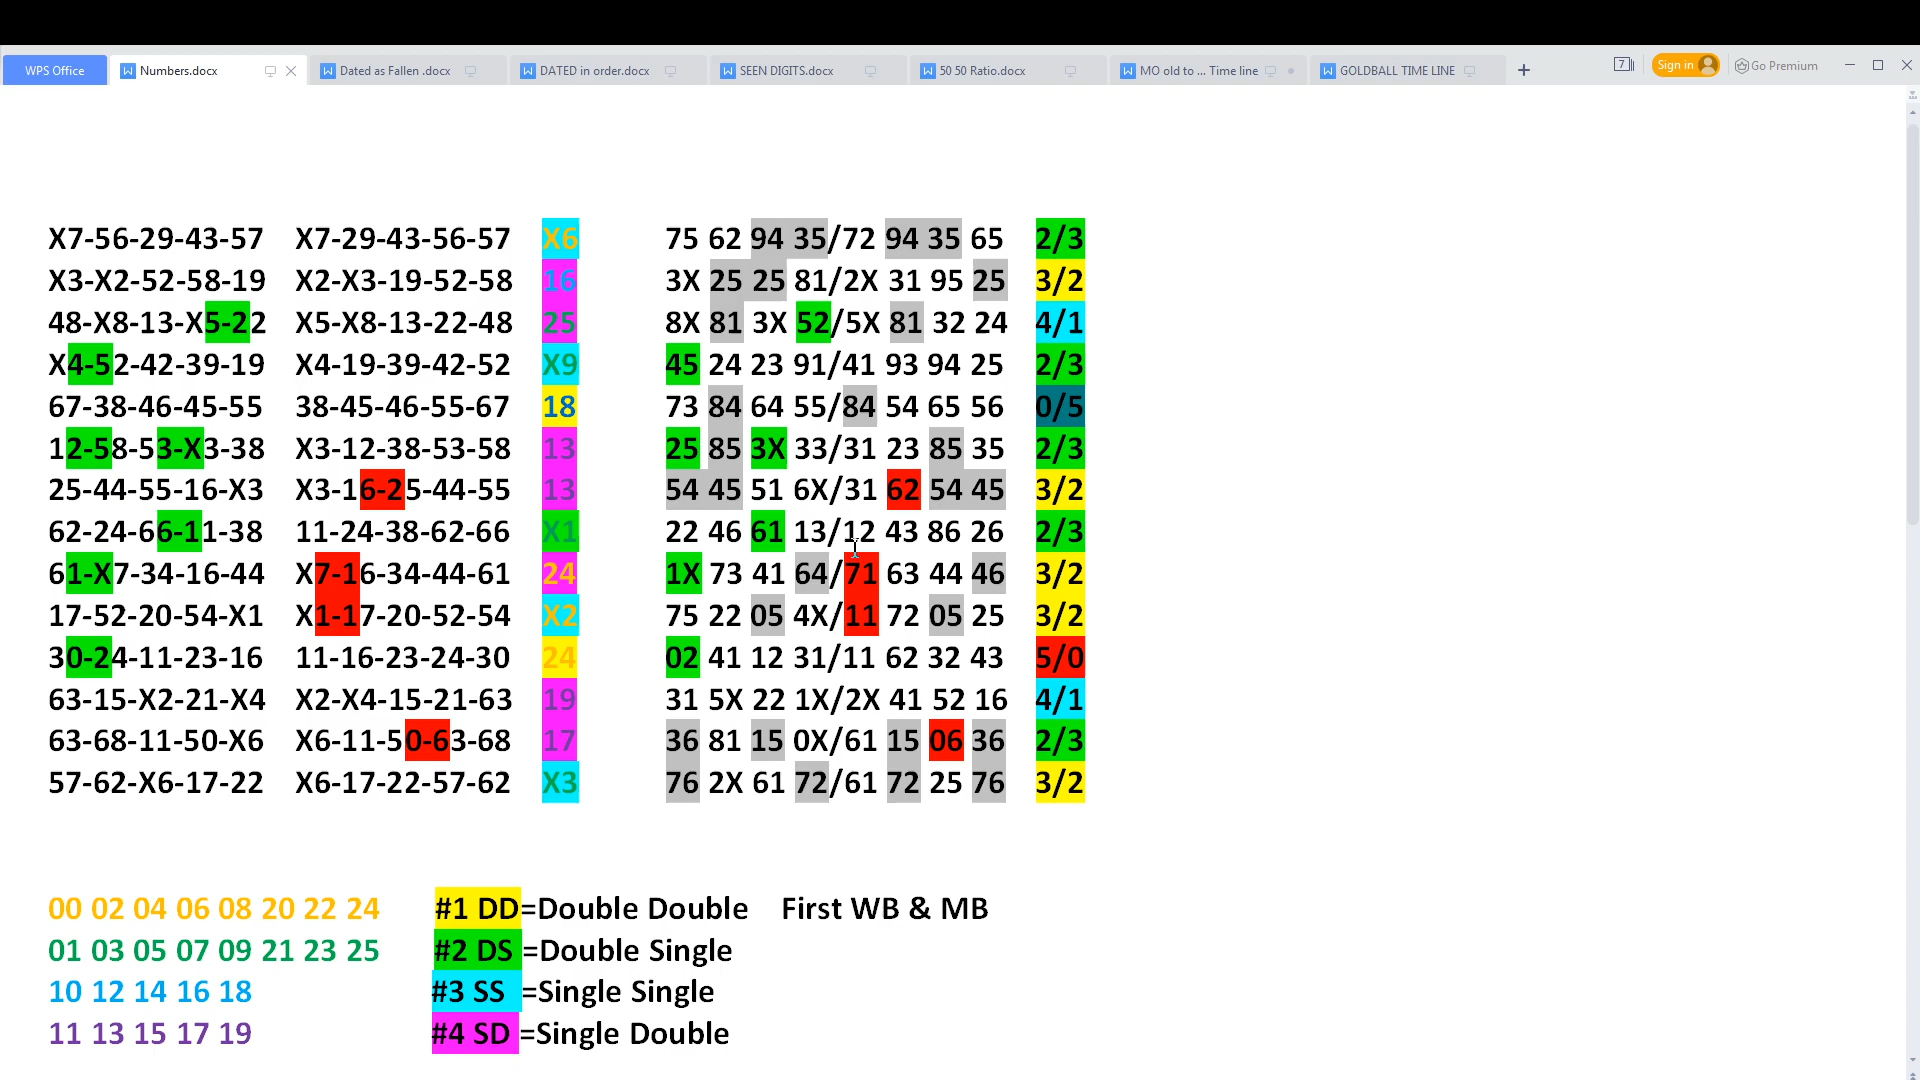 WPS Office Numbers.docx Dated as Fallen .docx DATED in order.docx SEEN DIGITS.docx 50 50 Ratio.docx MO old to ... Time line GOLDBALL TIME LINE 7 Sign in Go Premium
X7-56-29-43-57 X7-29-43-56-57 X6 75 62 94 35/72 94 35 65 2/3
X3-X2-52-58-19 X2-X3-19-52-58 16 3X 25 25 81/2X 31 95 25 3/2
48-X8-13-X5-22 X5-X8-13-22-48 25 8X 81 3X 52/5X 81 32 24 4/1
X4-52-42-39-19 X4-19-39-42-52 X9 45 24 23 91/41 93 94 25 2/3
67-38-46-45-55 38-45-46-55-67 18 73 84 64 55/84 54 65 56 0/5
12-58-53-X3-38 X3-12-38-53-58 13 25 85 3X 33/31 23 85 35 2/3
25-44-55-16-X3 X3-16-25-44-55 13 54 45 51 6X/31 62 54 45 3/2
62-24-66-11-38 11-24-38-62-66 X1 22 46 61 13/12 43 86 26 2/3
61-X7-34-16-44 X7-16-34-44-61 24 1X 73 41 64/71 63 44 46 3/2
17-52-20-54-X1 X1-17-20-52-54 X2 75 22 05 4X/11 72 05 25 3/2
30-24-11-23-16 11-16-23-24-30 24 02 41 12 31/11 62 32 43 5/0
63-15-X2-21-X4 X2-X4-15-21-63 19 31 5X 22 1X/2X 41 52 16 4/1
63-68-11-50-X6 X6-11-50-63-68 17 36 81 15 0X/61 15 06 36 2/3
57-62-X6-17-22 X6-17-22-57-62 X3 76 2X 61 72/61 72 25 76 3/2
00 02 04 06 08 20 22 24 #1 DD=Double Double First WB & MB
01 03 05 07 09 21 23 25 #2 DS =Double Single
10 12 14 16 18 #3 SS =Single Single
11 13 15 17 19 #4 SD =Single Double